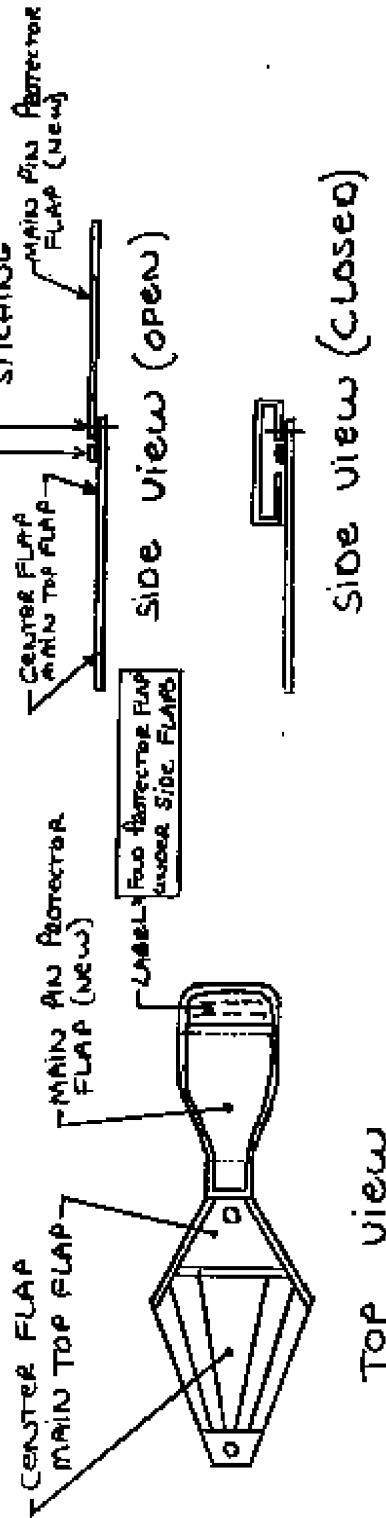 CENTER FLAP
MAIN TOP FLAP
MAIN PIN PROTECTOR
FLAP (NEW)
LABEL
FOLD PROTECTOR FLAP
UNDER SIDE FLAPS
TOP VIEW
CENTER FLAP
MAIN TOP FLAP
STICHING
MAIN PIN PROTECTOR
FLAP (NEW)
SIDE VIEW (OPEN)
SIDE VIEW (CLOSED)